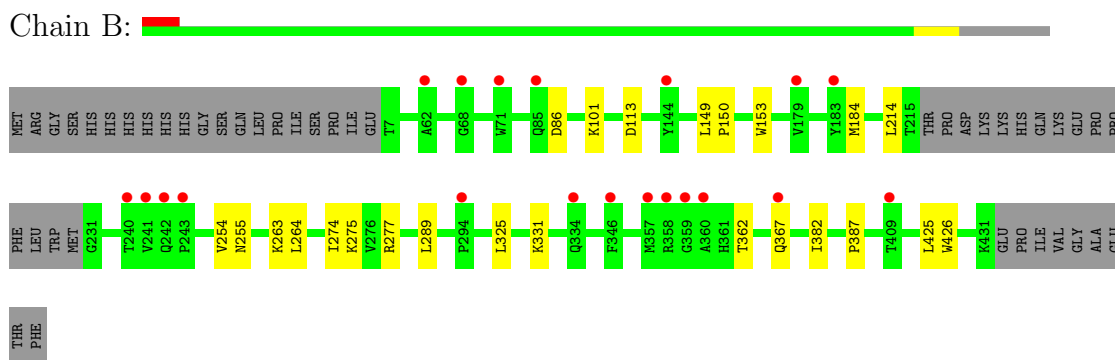 Chain B:
MET ARG GLY SER HIS HIS HIS HIS HIS HIS GLY SER GLN LEU PRO ILE SER PRO ILE GLU T7 A62 G68 W71 Q85 D86 K101 D113 Y144 L149 P150 W153 V179 Y183 M184 L214 T215 THR PRO ASP LYS LYS HIS GLN LYS GLU PRO PRO
PHE LEU TRP MET G231 T240 V241 Q242 P243 V254 N255 K263 L264 I274 K275 V276 R277 L289 P294 L325 K331 Q334 F346 M357 R358 G359 A360 H361 T362 Q367 I382 P387 T409 L425 W426 K431 GLU PRO ILE VAL GLY ALA GLU
THR PHE